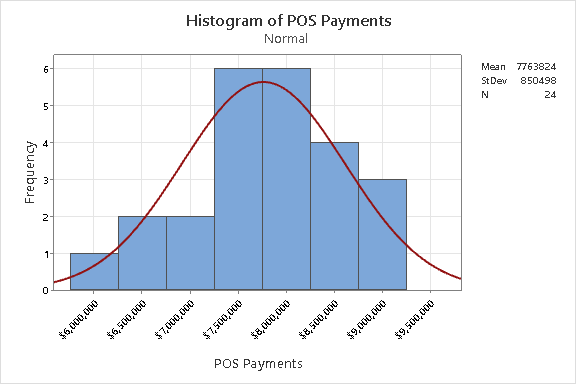 Histogram of POS Payments
Normal
Mean 7763824
StDev 850498
N 24
Frequency
6
5
4
3
2
1
0
$6,000,000
$6,500,000
$7,000,000
$7,500,000
$8,000,000
$8,500,000
$9,000,000
$9,500,000
POS Payments